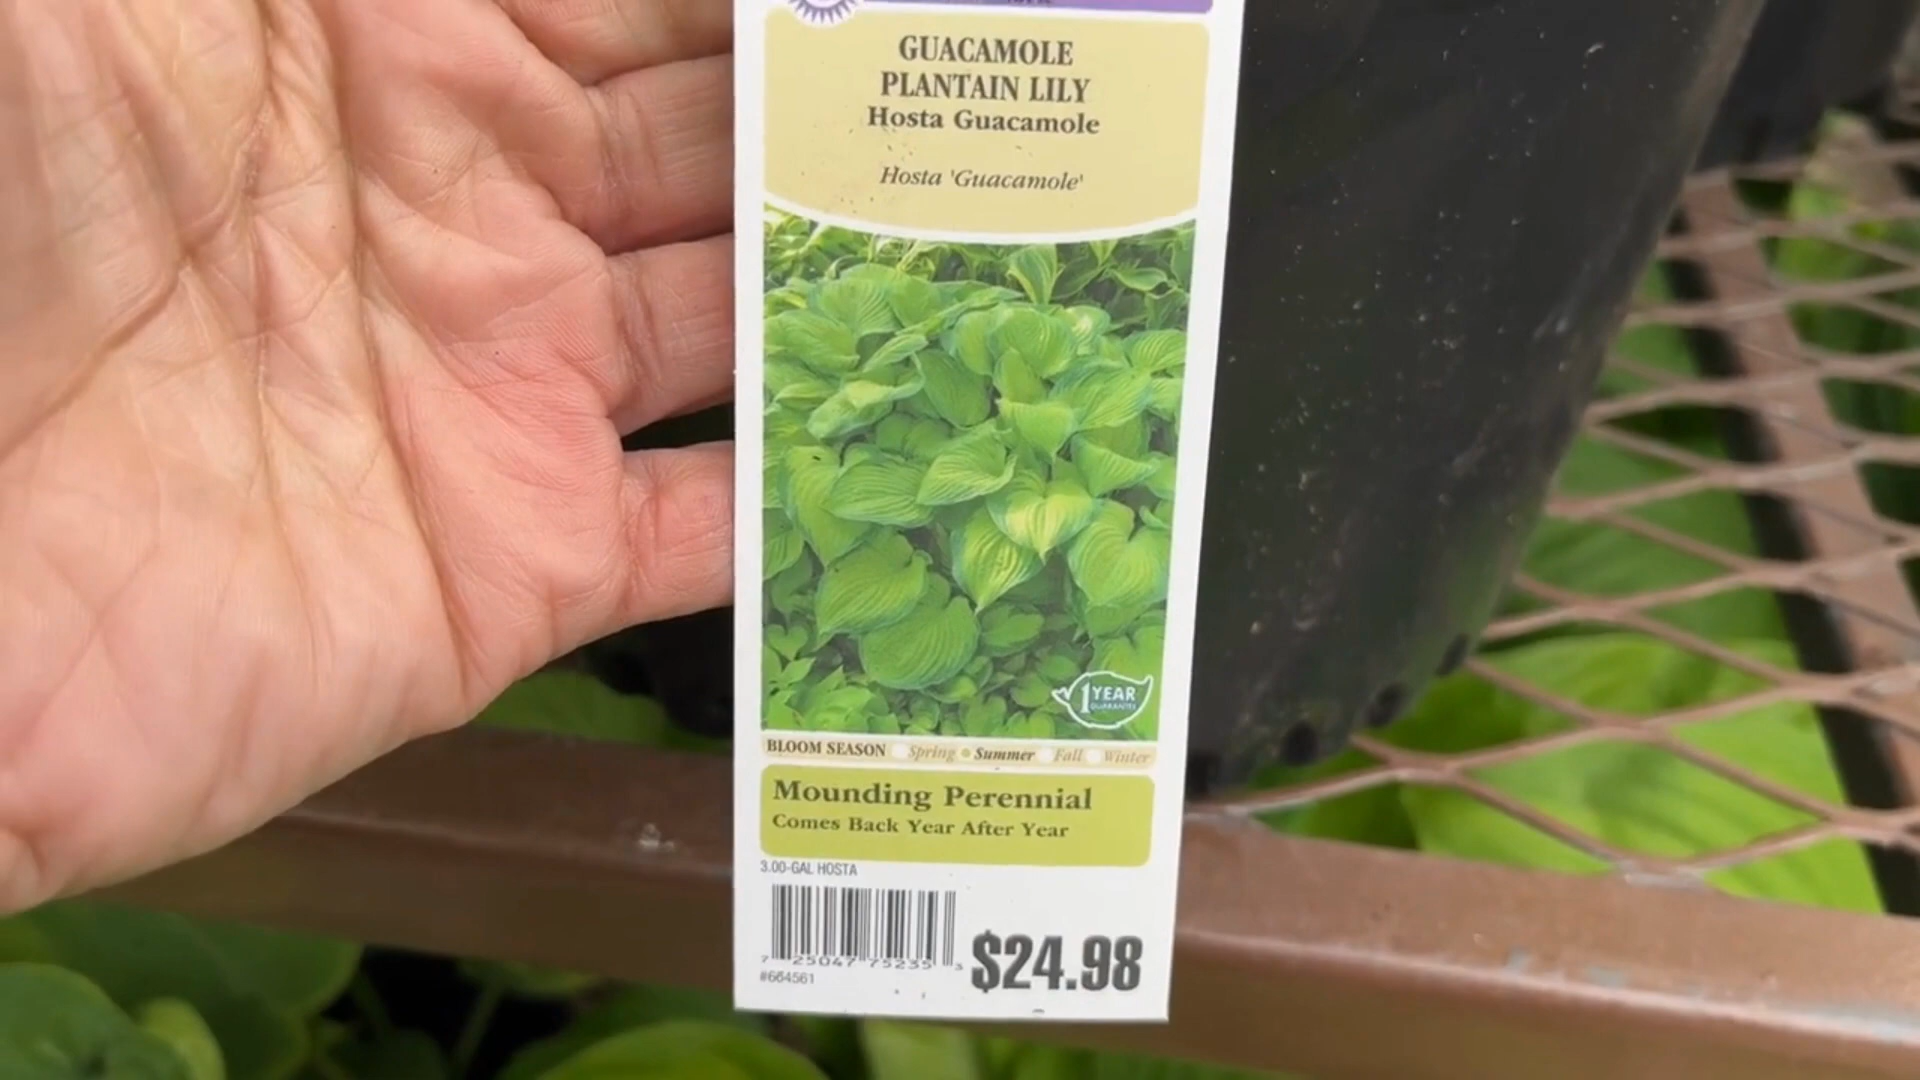 GUACAMOLE
PLANTAIN LILY
Hosta Guacamole
Hosta 'Guacamole'
1 YEAR
GUARANTEE
BLOOM SEASON Spring Summer Fall Winter
Mounding Perennial
Comes Back Year After Year
3.00-GAL HOSTA
7 25047 75235 3
#664561
$24.98